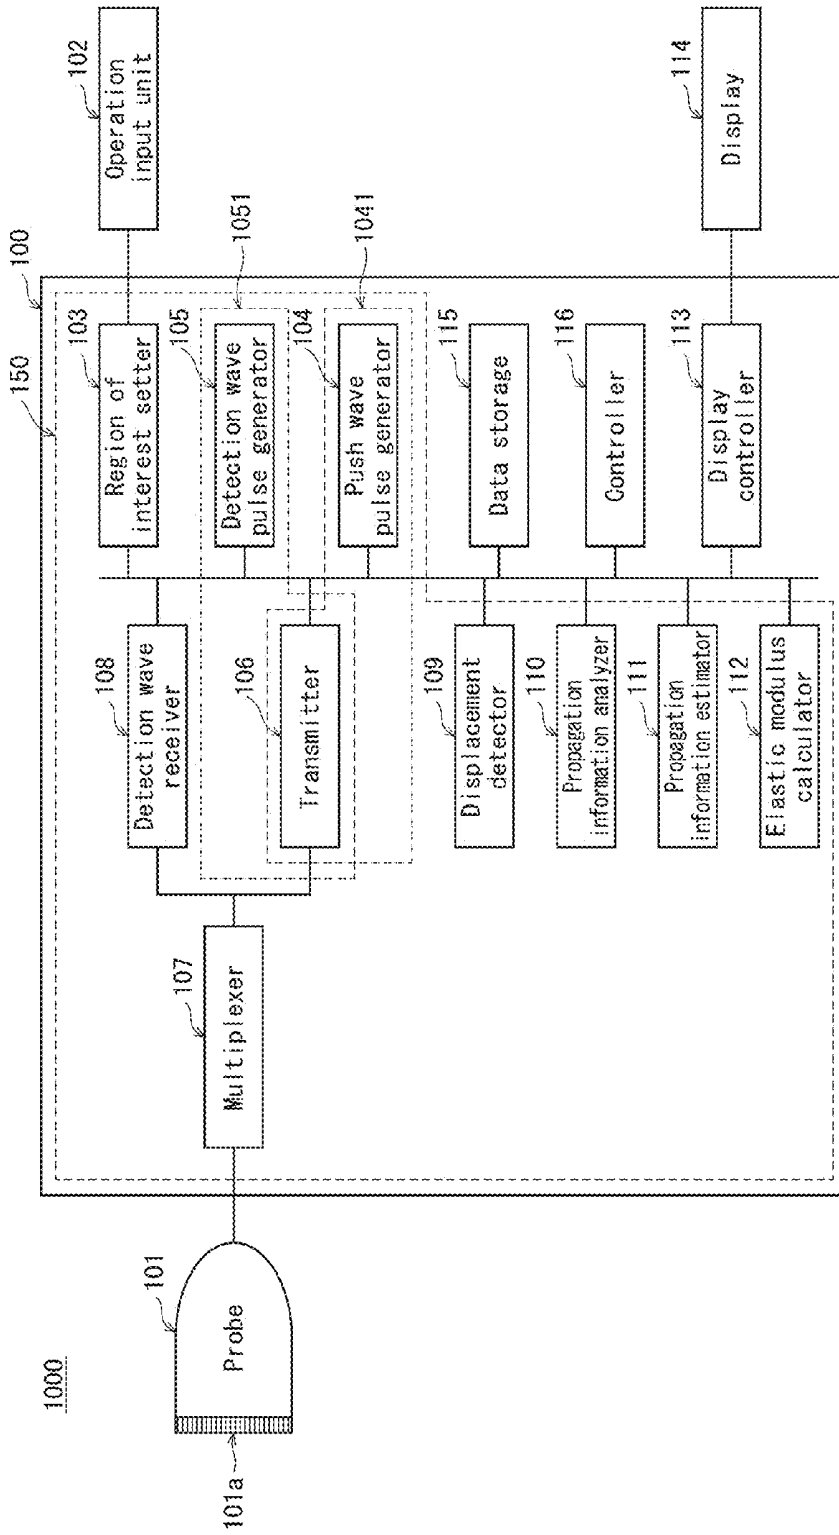 1000
101a
101
Probe
107
Multiplexer
100
150
108
Detection wave
receiver
106
Transmitter
103
Region of
interest setter
105
Detection wave
pulse generator
1051
104
Push wave
pulse generator
1041
102
Operation
input unit
109
Displacement
detector
110
Propagation
information analyzer
111
Propagation
information estimator
112
Elastic modulus
calculator
115
Data storage
116
Controller
113
Display
controller
114
Display